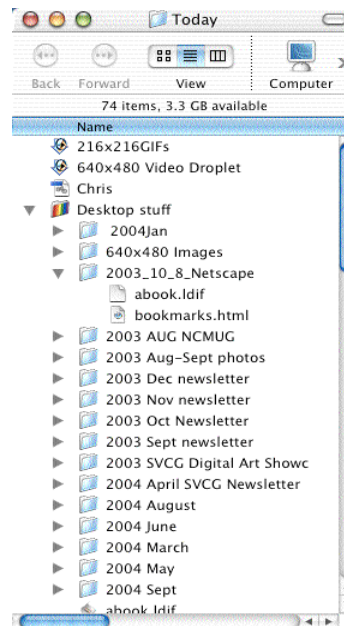 Today
Back Forward View Computer
74 items, 3.3 GB available
Name
216x216GIFs
640x480 Video Droplet
Chris
Desktop stuff
2004Jan
640x480 Images
2003_10_8_Netscape
abook.ldif
bookmarks.html
2003 AUG NCMUG
2003 Aug-Sept photos
2003 Dec newsletter
2003 Nov newsletter
2003 Oct Newsletter
2003 Sept newsletter
2003 SVCG Digital Art Showc
2004 April SVCG Newsletter
2004 August
2004 June
2004 March
2004 May
2004 Sept
abook.ldif